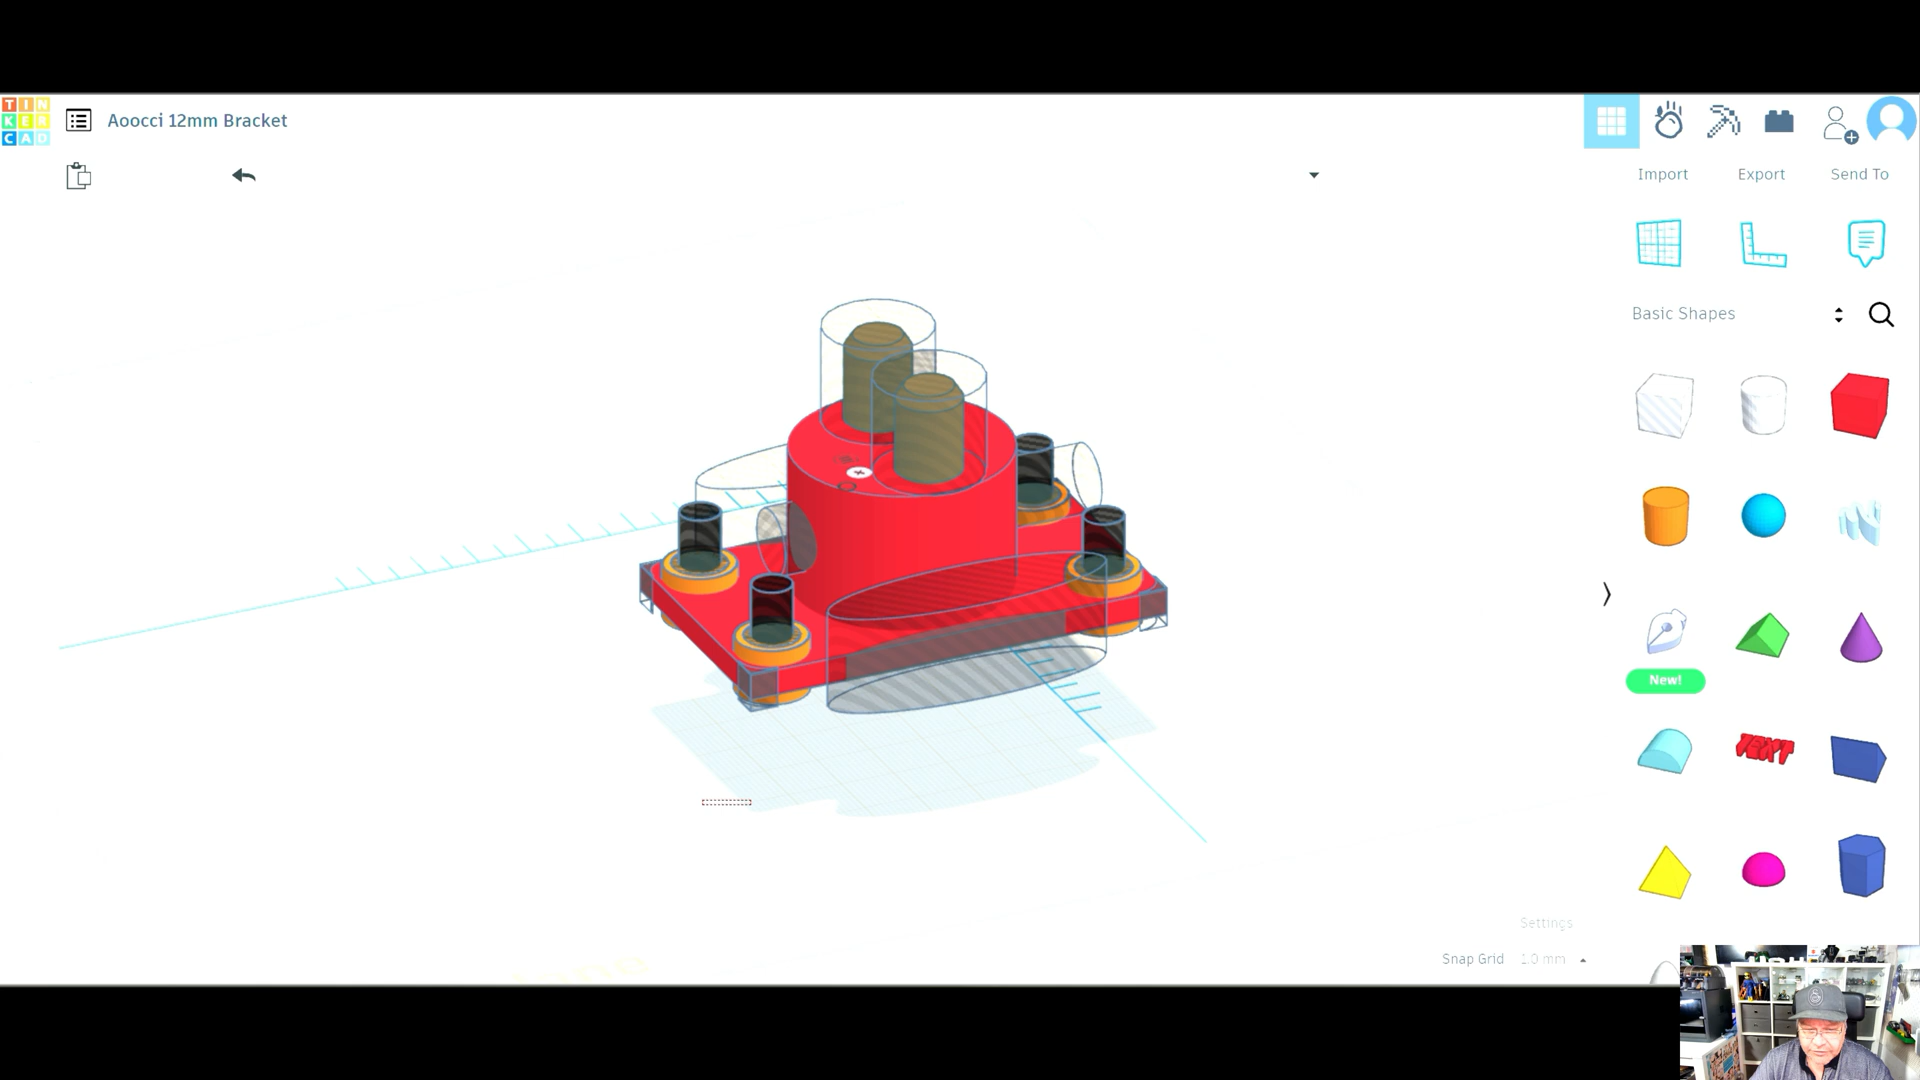 TIN
KER
CAD
Aoocci 12mm Bracket
Import
Export
Send To
Basic Shapes
New!
TEXT
Settings
Snap Grid
1.0 mm